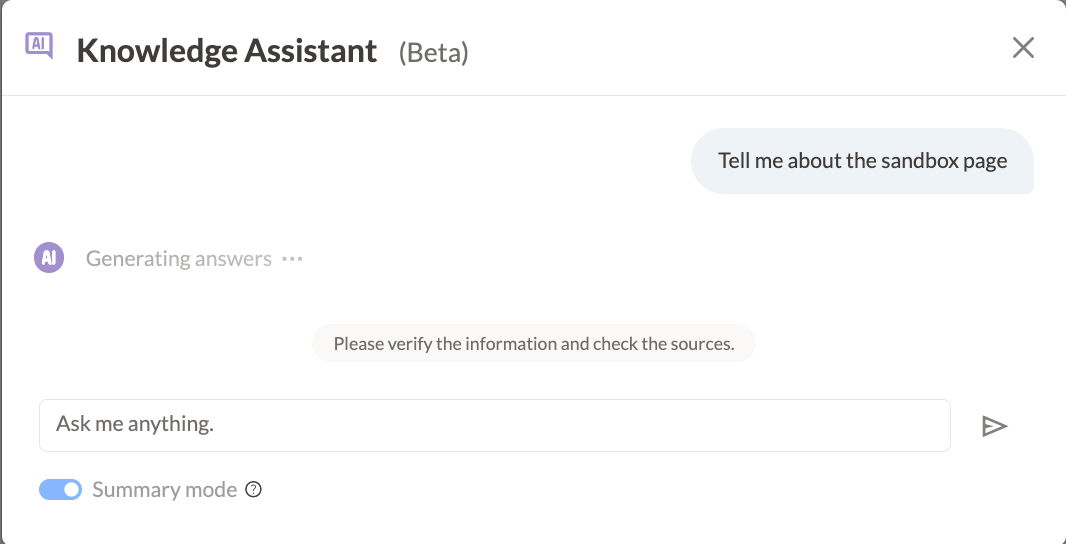 AI
Knowledge Assistant (Beta)
Tell me about the sandbox page
AI
Generating answers ...
Please verify the information and check the sources.
Ask me anything.
Summary mode ?